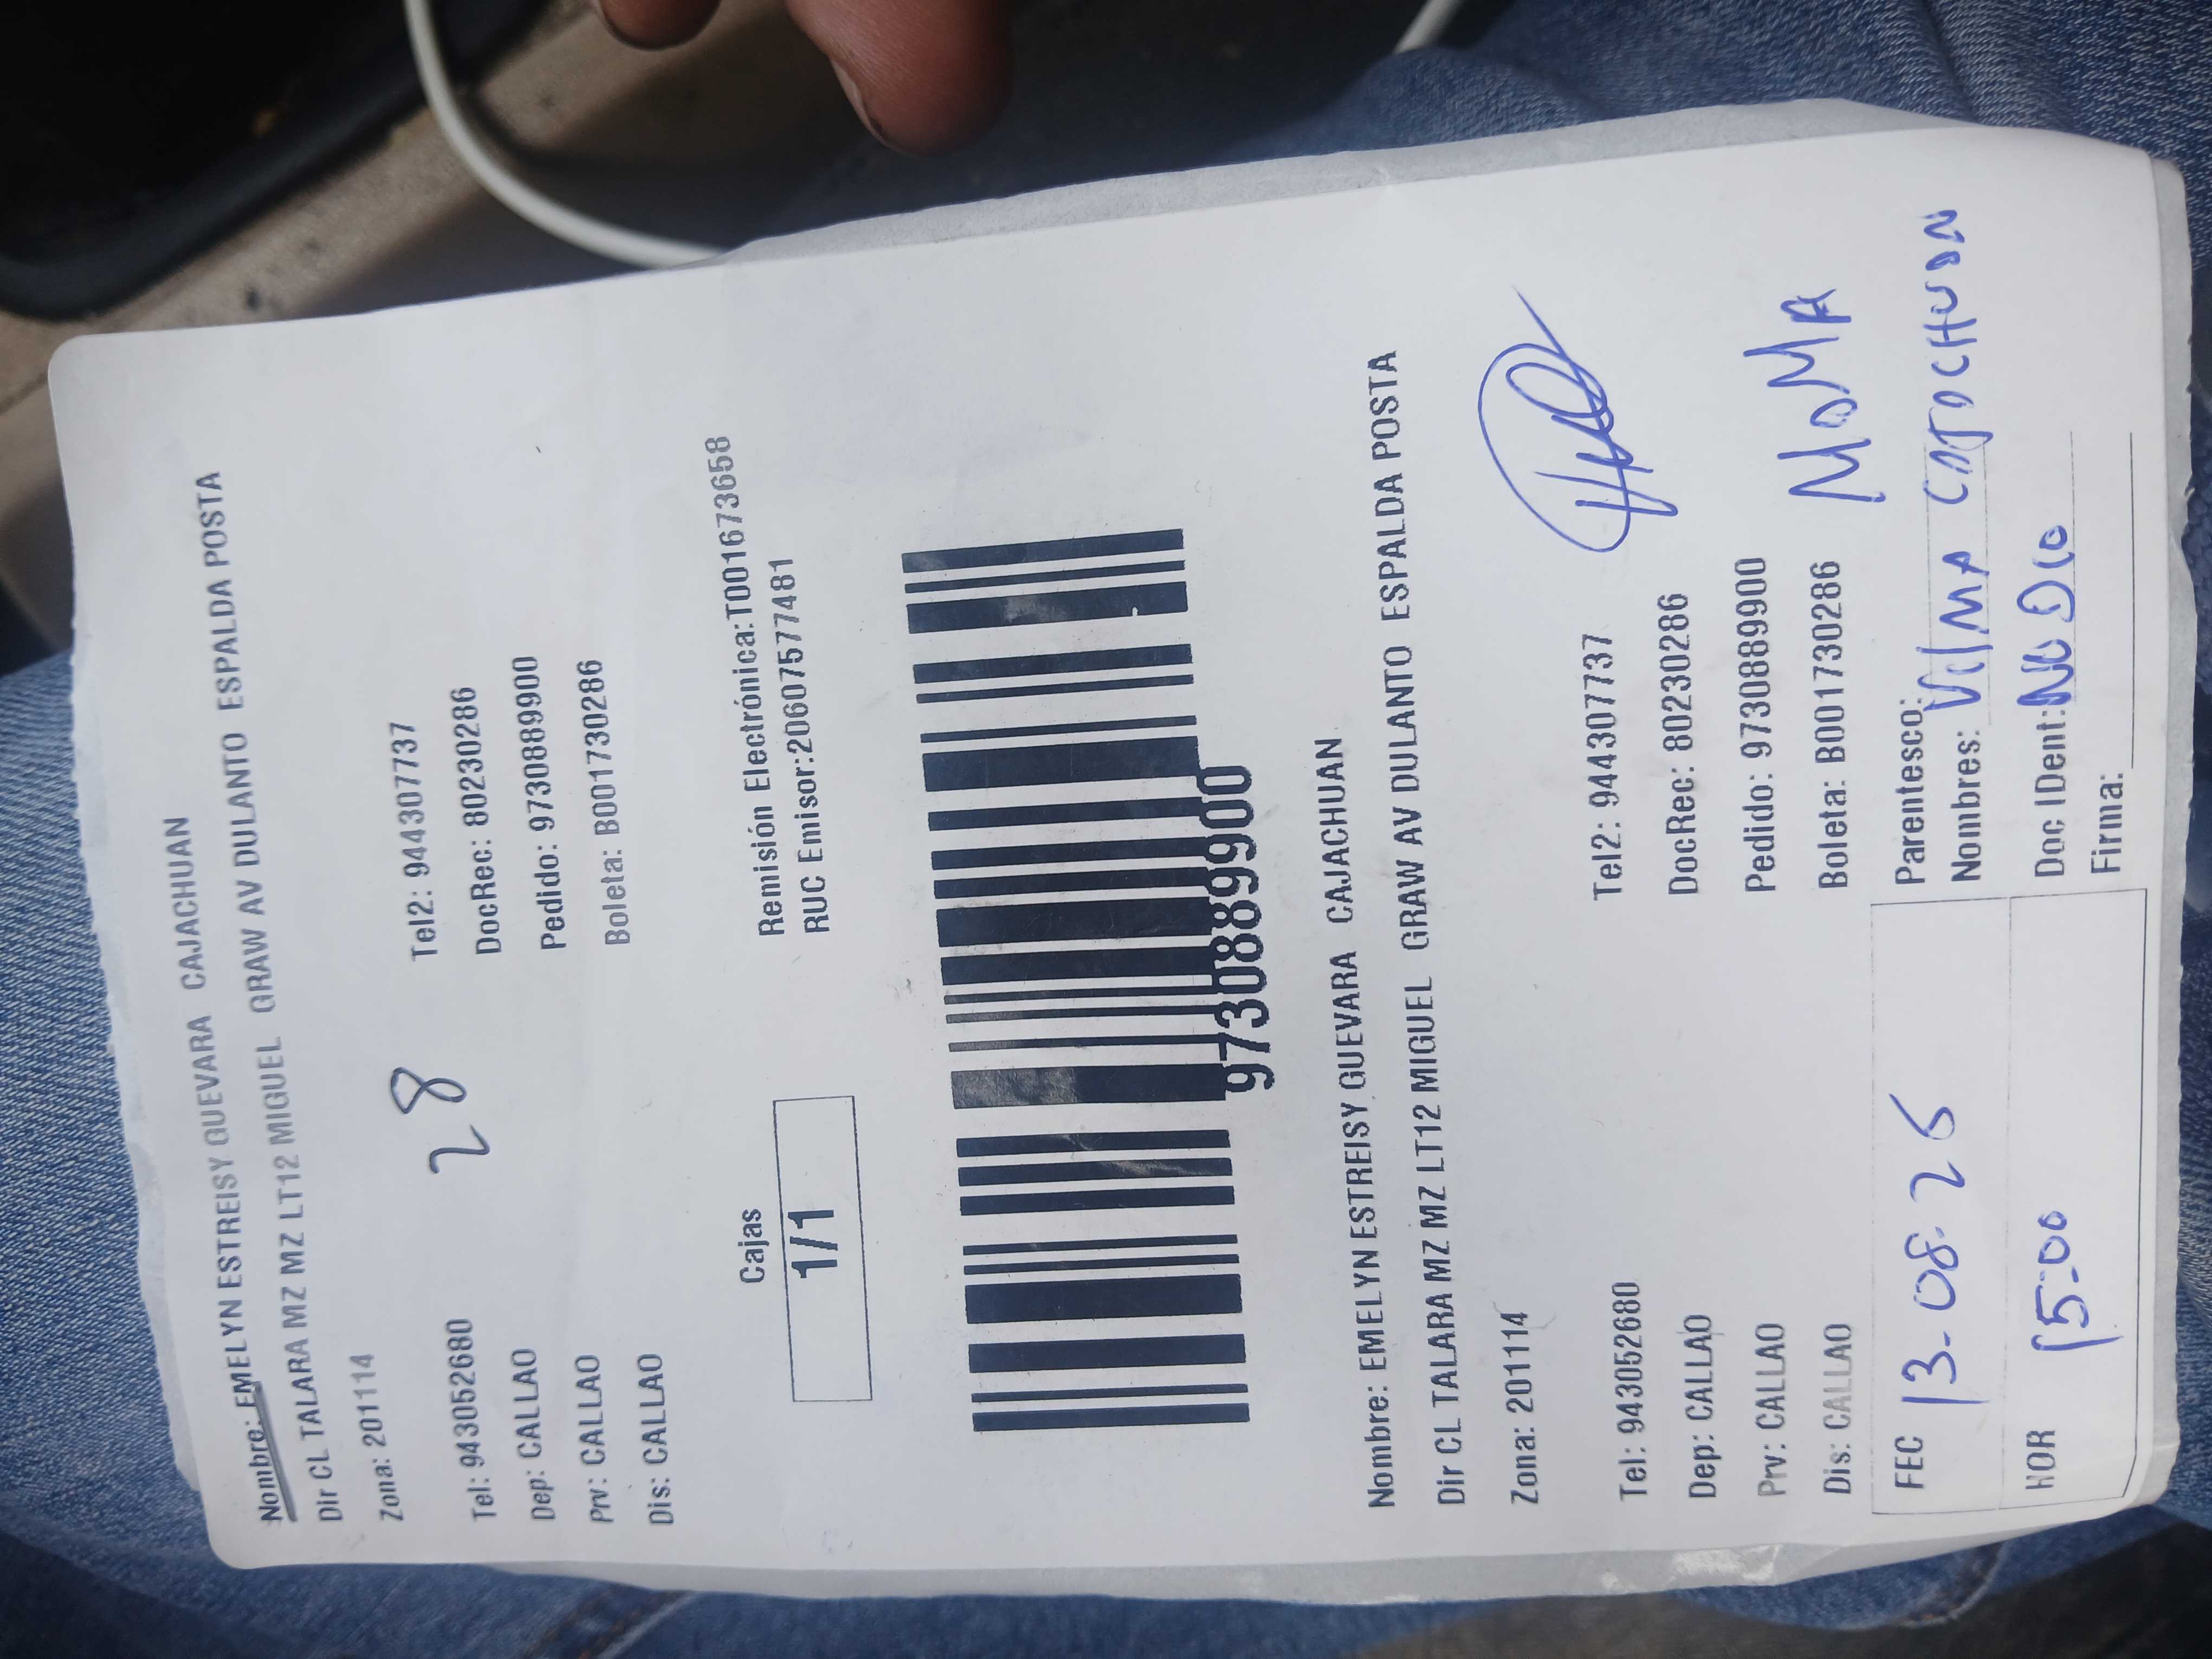 Nombre: EMELYN ESTREISY GUEVARA CAJACHUAN
Dir CL TALARA MZ MZ LT12 MIGUEL GRAW AV DULANTO ESPALDA POSTA
Zona: 201114
28
Tel: 943052680 Tel2: 944307737
Dep: CALLAO DocRec: 80230286
Prv: CALLAO Pedido: 9730889900
Dis: CALLAO Boleta: B001730286
Cajas
1/1
Remisión Electrónica:T001673658
RUC Emisor:20607577481
9730889900
Nombre: EMELYN ESTREISY GUEVARA CAJACHUAN
Dir CL TALARA MZ MZ LT12 MIGUEL GRAW AV DULANTO ESPALDA POSTA
Zona: 201114
Tel: 943052680 Tel2: 944307737
Dep: CALLAO DocRec: 80230286
Prv: CALLAO Pedido: 9730889900
Dis: CALLAO Boleta: B001730286
MAMA
FEC 13-08-26
Parentesco:
Nombres: VilMA
HOR 15:00
Doc IDent: NO DIO
Firma: